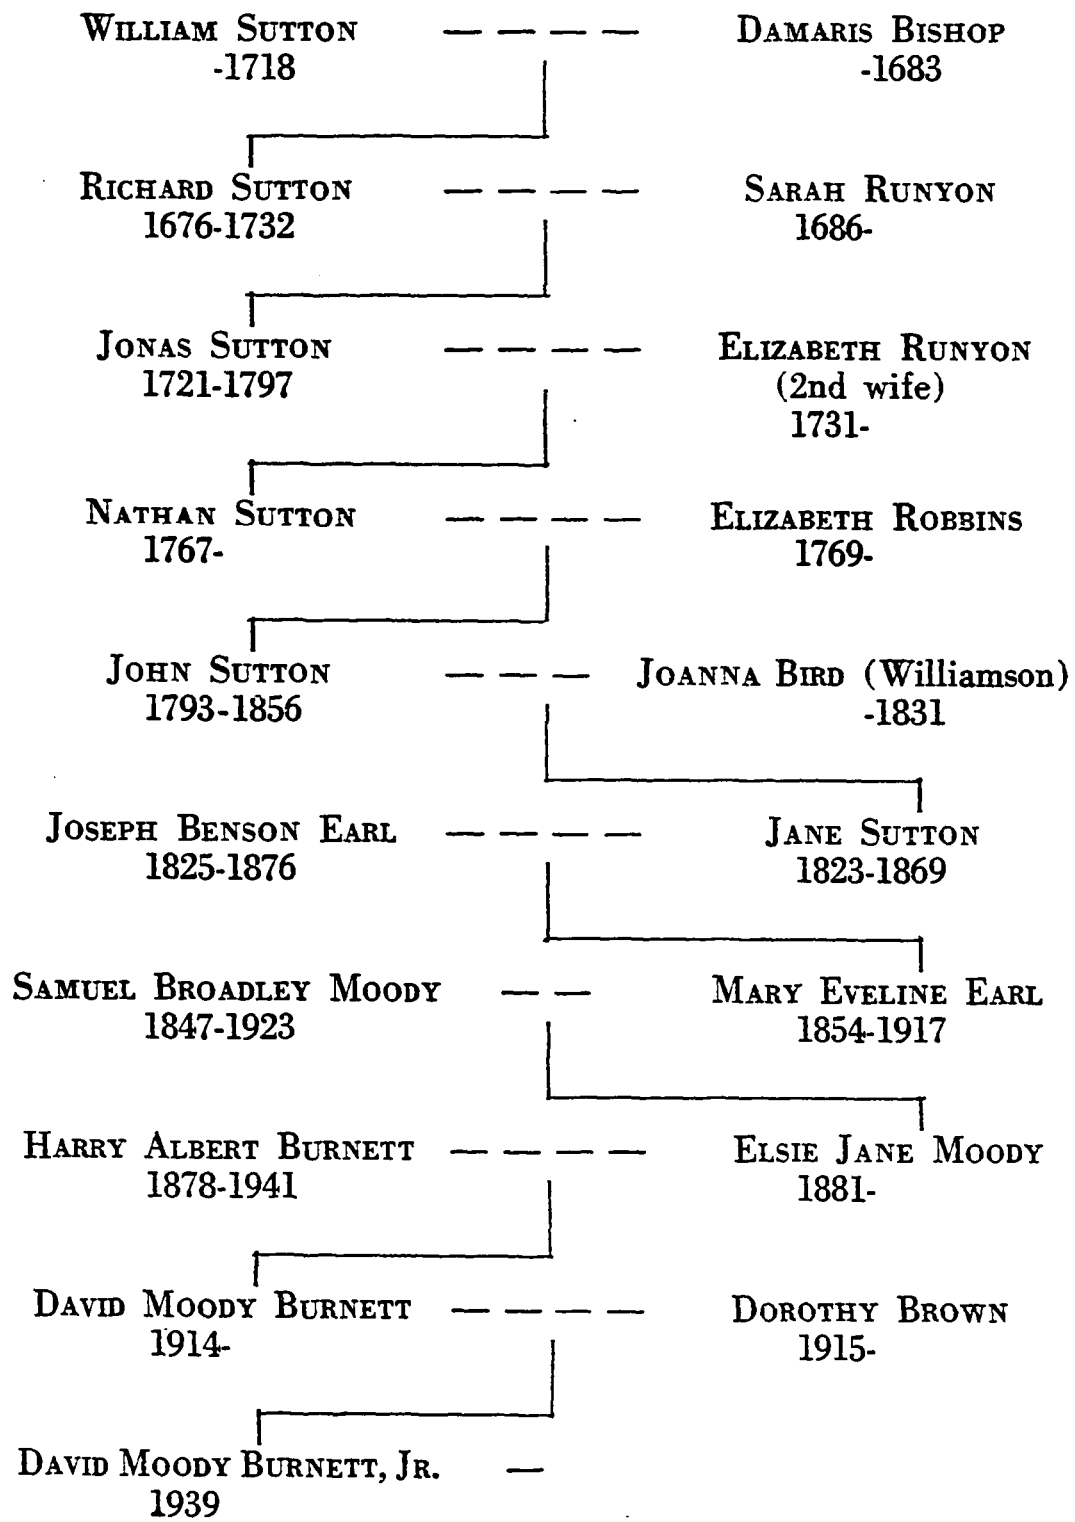 WILLIAM SUTTON — — — — DAMARIS BISHOP
-1718 -1683
RICHARD SUTTON — — — — SARAH RUNYON
1676-1732 1686-
JONAS SUTTON — — — — ELIZABETH RUNYON
1721-1797 (2nd wife)
1731-
NATHAN SUTTON — — — — ELIZABETH ROBBINS
1767- 1769-
JOHN SUTTON — — — JOANNA BIRD (Williamson)
1793-1856 -1831
JOSEPH BENSON EARL — — — — JANE SUTTON
1825-1876 1823-1869
SAMUEL BROADLEY MOODY — — MARY EVELINE EARL
1847-1923 1854-1917
HARRY ALBERT BURNETT — — — — ELSIE JANE MOODY
1878-1941 1881-
DAVID MOODY BURNETT — — — — DOROTHY BROWN
1914- 1915-
DAVID MOODY BURNETT, JR. —
1939